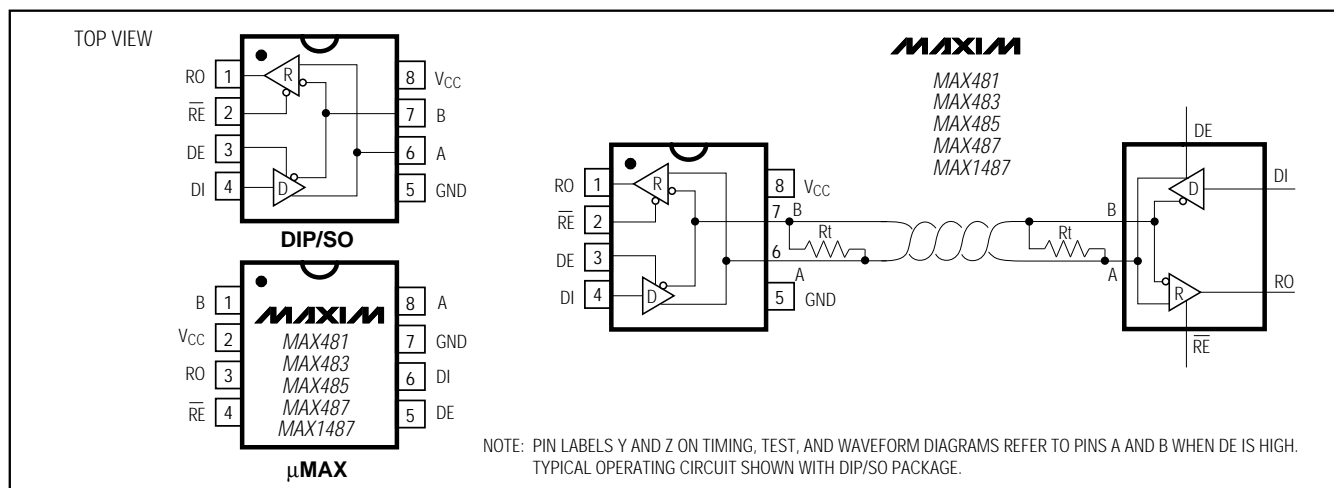 TOP VIEW
RO 1
R
8 VCC
RE 2
7 B
DE 3
6 A
DI 4
D
5 GND
DIP/SO
B 1
8 A
MAXIM
VCC 2
MAX481
7 GND
MAX483
RO 3
MAX485
6 DI
MAX487
RE 4
5 DE
MAX1487
µMAX
MAXIM
MAX481
MAX483
MAX485
MAX487
MAX1487
RO 1
R
8 VCC
RE 2
7 B
Rt
DE 3
6 A
DI 4
D
5 GND
DE
D
DI
B
Rt
A
R
RO
RE
NOTE: PIN LABELS Y AND Z ON TIMING, TEST, AND WAVEFORM DIAGRAMS REFER TO PINS A AND B WHEN DE IS HIGH.
TYPICAL OPERATING CIRCUIT SHOWN WITH DIP/SO PACKAGE.